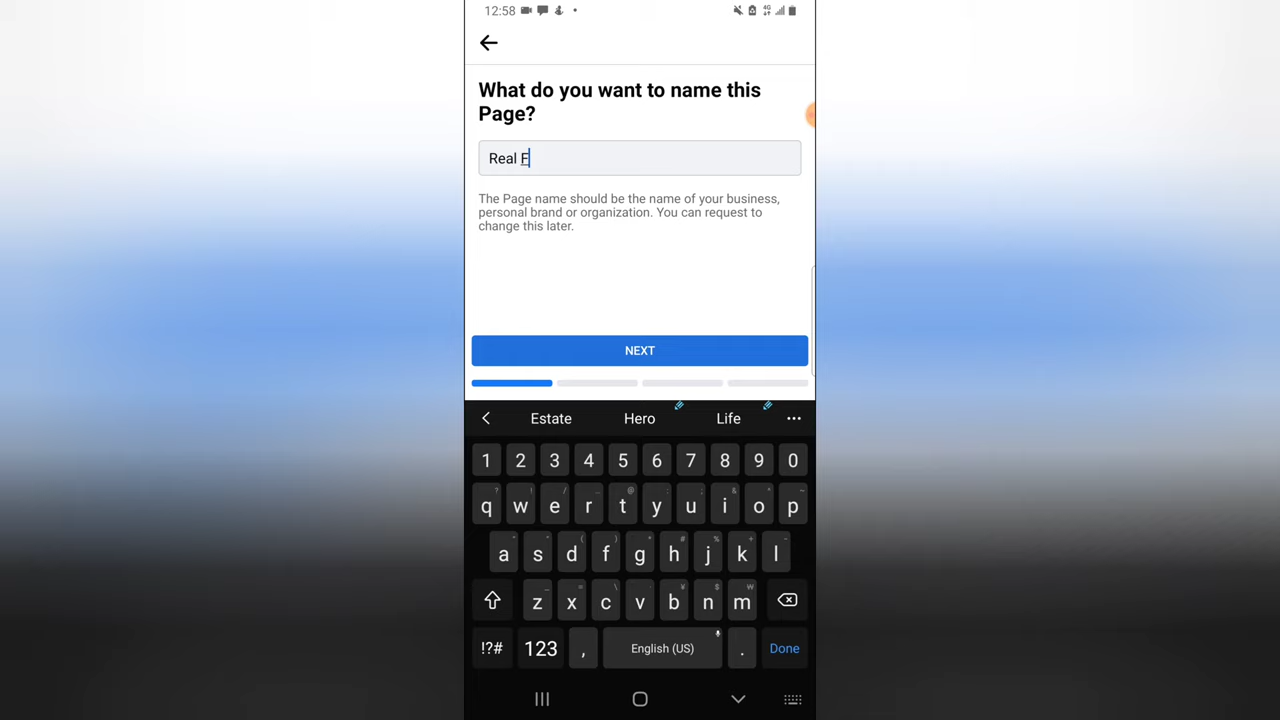 12:58
What do you want to name this
Page?
Real F
The Page name should be the name of your business,
personal brand or organization. You can request to
change this later.
NEXT
Estate Hero Life
1 2 3 4 5 6 7 8 9 0
q w e r t y u i o p
a s d f g h j k l
z x c v b n m
!?# 123 , English (US) . Done